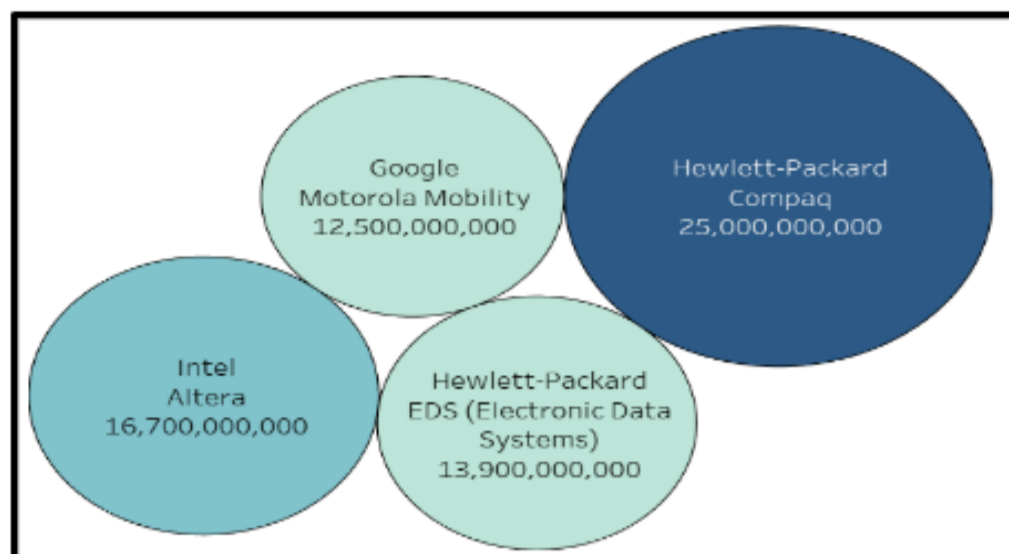 Google
Motorola Mobility
12,500,000,000
Hewlett-Packard
Compaq
25,000,000,000
Intel
Altera
16,700,000,000
Hewlett-Packard
EDS (Electronic Data
Systems)
13,900,000,000